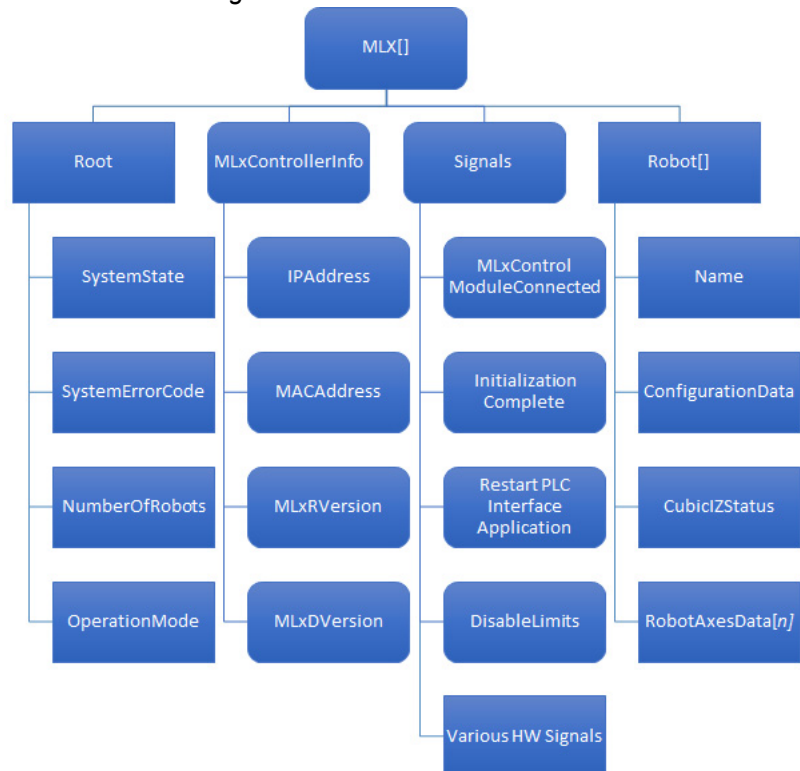 MLX[]
Root
MLxControllerInfo
Signals
Robot[]
SystemState
IPAddress
MLxControl
ModuleConnected
Name
SystemErrorCode
MACAddress
Initialization
Complete
ConfigurationData
NumberOfRobots
MLxRVersion
Restart PLC
Interface
Application
CubicIZStatus
OperationMode
MLxDVersion
DisableLimits
RobotAxesData[n]
Various HW Signals